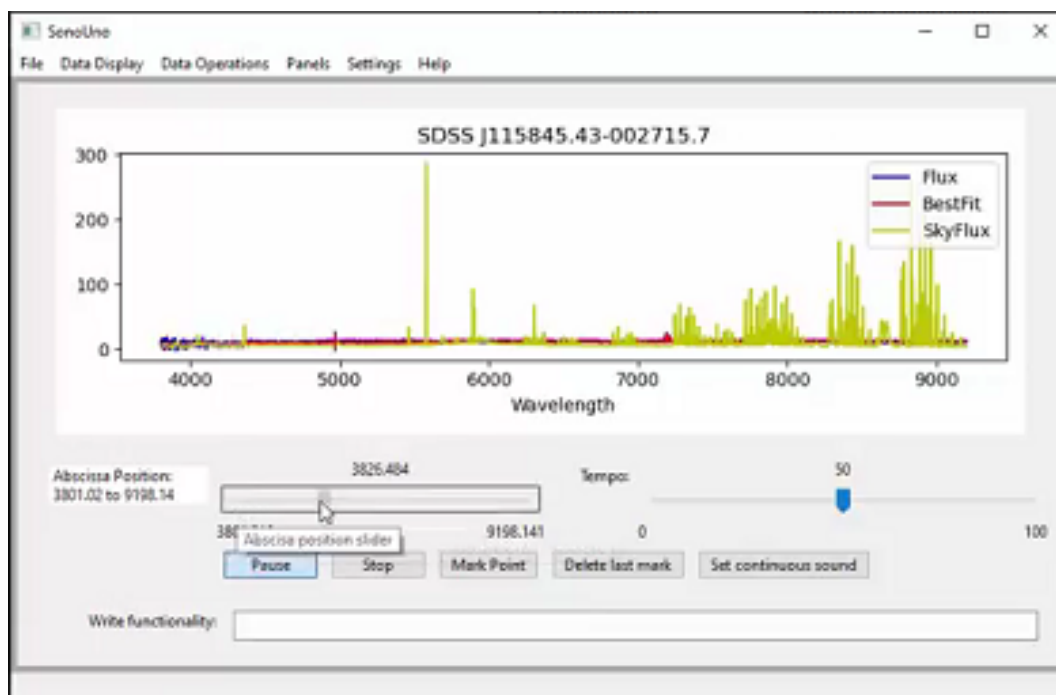 SonoUno
File Data Display Data Operations Panels Settings Help
SDSS J115845.43-002715.7
300
200
100
0
Flux
BestFit
SkyFlux
4000 5000 6000 7000 8000 9000
Wavelength
Abscissa Position:
3801.02 to 9198.14
3826.484
Tempo:
50
9198.141
0
100
Abscisa position slider
Pause Stop Mark Point Delete last mark Set continuous sound
Write functionality: